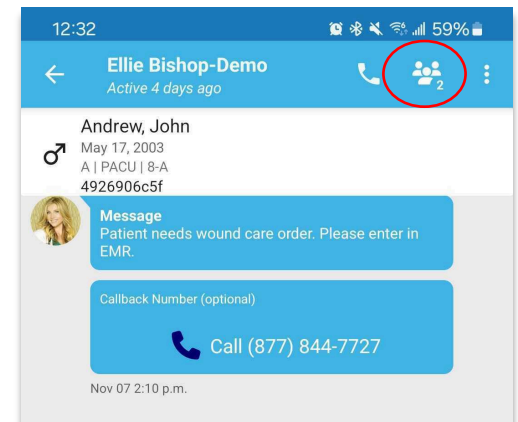 12:32
59%
Ellie Bishop-Demo
Active 4 days ago
2
Andrew, John
May 17, 2003
A | PACU | 8-A
4926906c5f
Message
Patient needs wound care order. Please enter in
EMR.
Callback Number (optional)
Call (877) 844-7727
Nov 07 2:10 p.m.